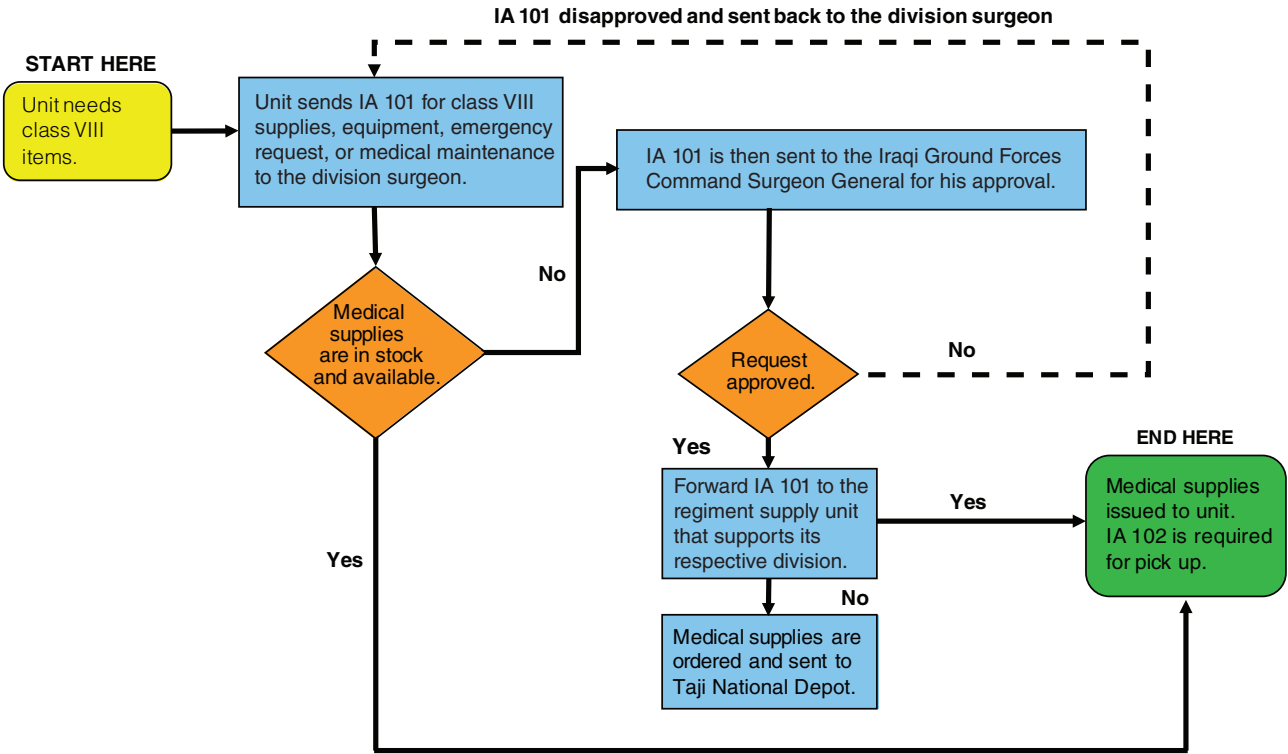 IA 101 disapproved and sent back to the division surgeon
START HERE
Unit needs
class VIII
items.
Unit sends IA 101 for class VIII
supplies, equipment, emergency
request, or medical maintenance
to the division surgeon.
IA 101 is then sent to the Iraqi Ground Forces
Command Surgeon General for his approval.
No
Medical
supplies
are in stock
and available.
Request
approved.
No
Yes
END HERE
Forward IA 101 to the
regiment supply unit
that supports its
respective division.
Yes
Medical supplies
issued to unit.
IA 102 is required
for pick up.
Yes
No
Medical supplies are
ordered and sent to
Taji National Depot.